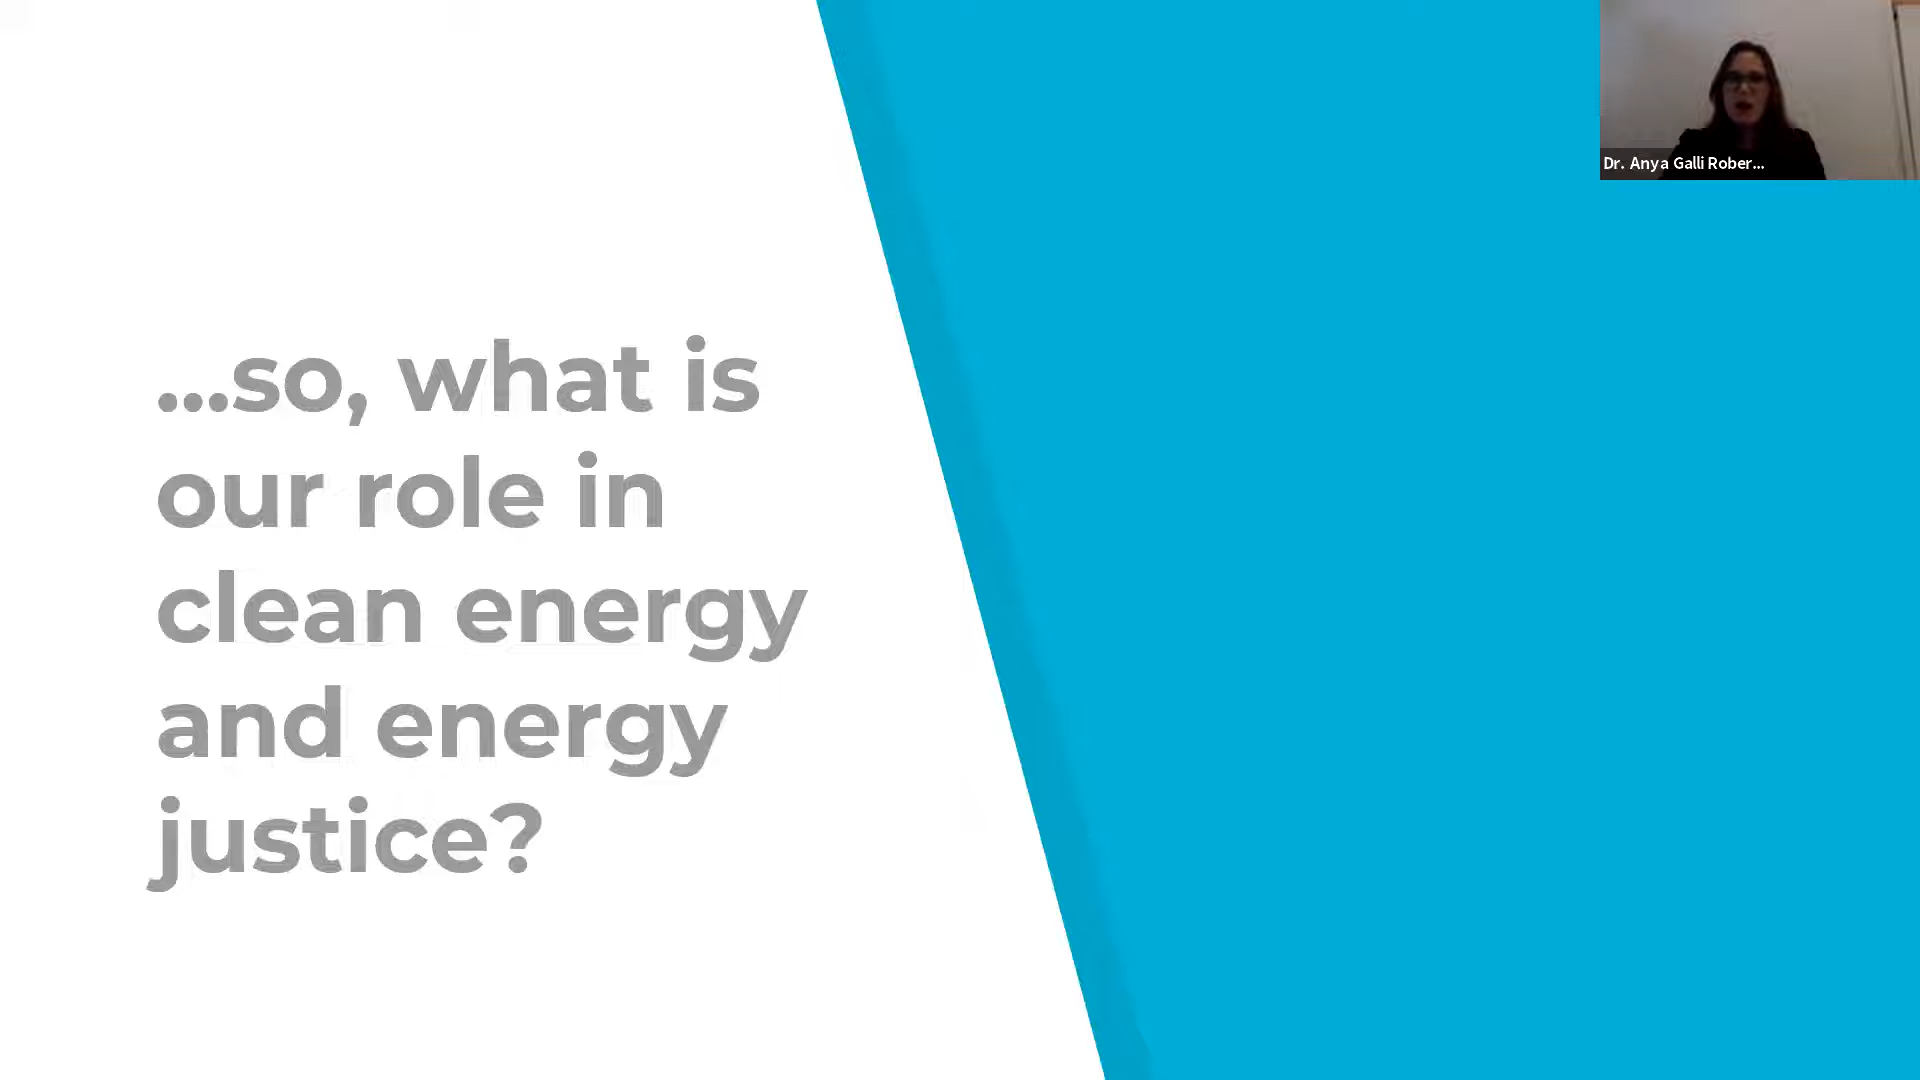 ...so, what is
our role in
clean energy
and energy
justice?
Dr. Anya Galli Rober...